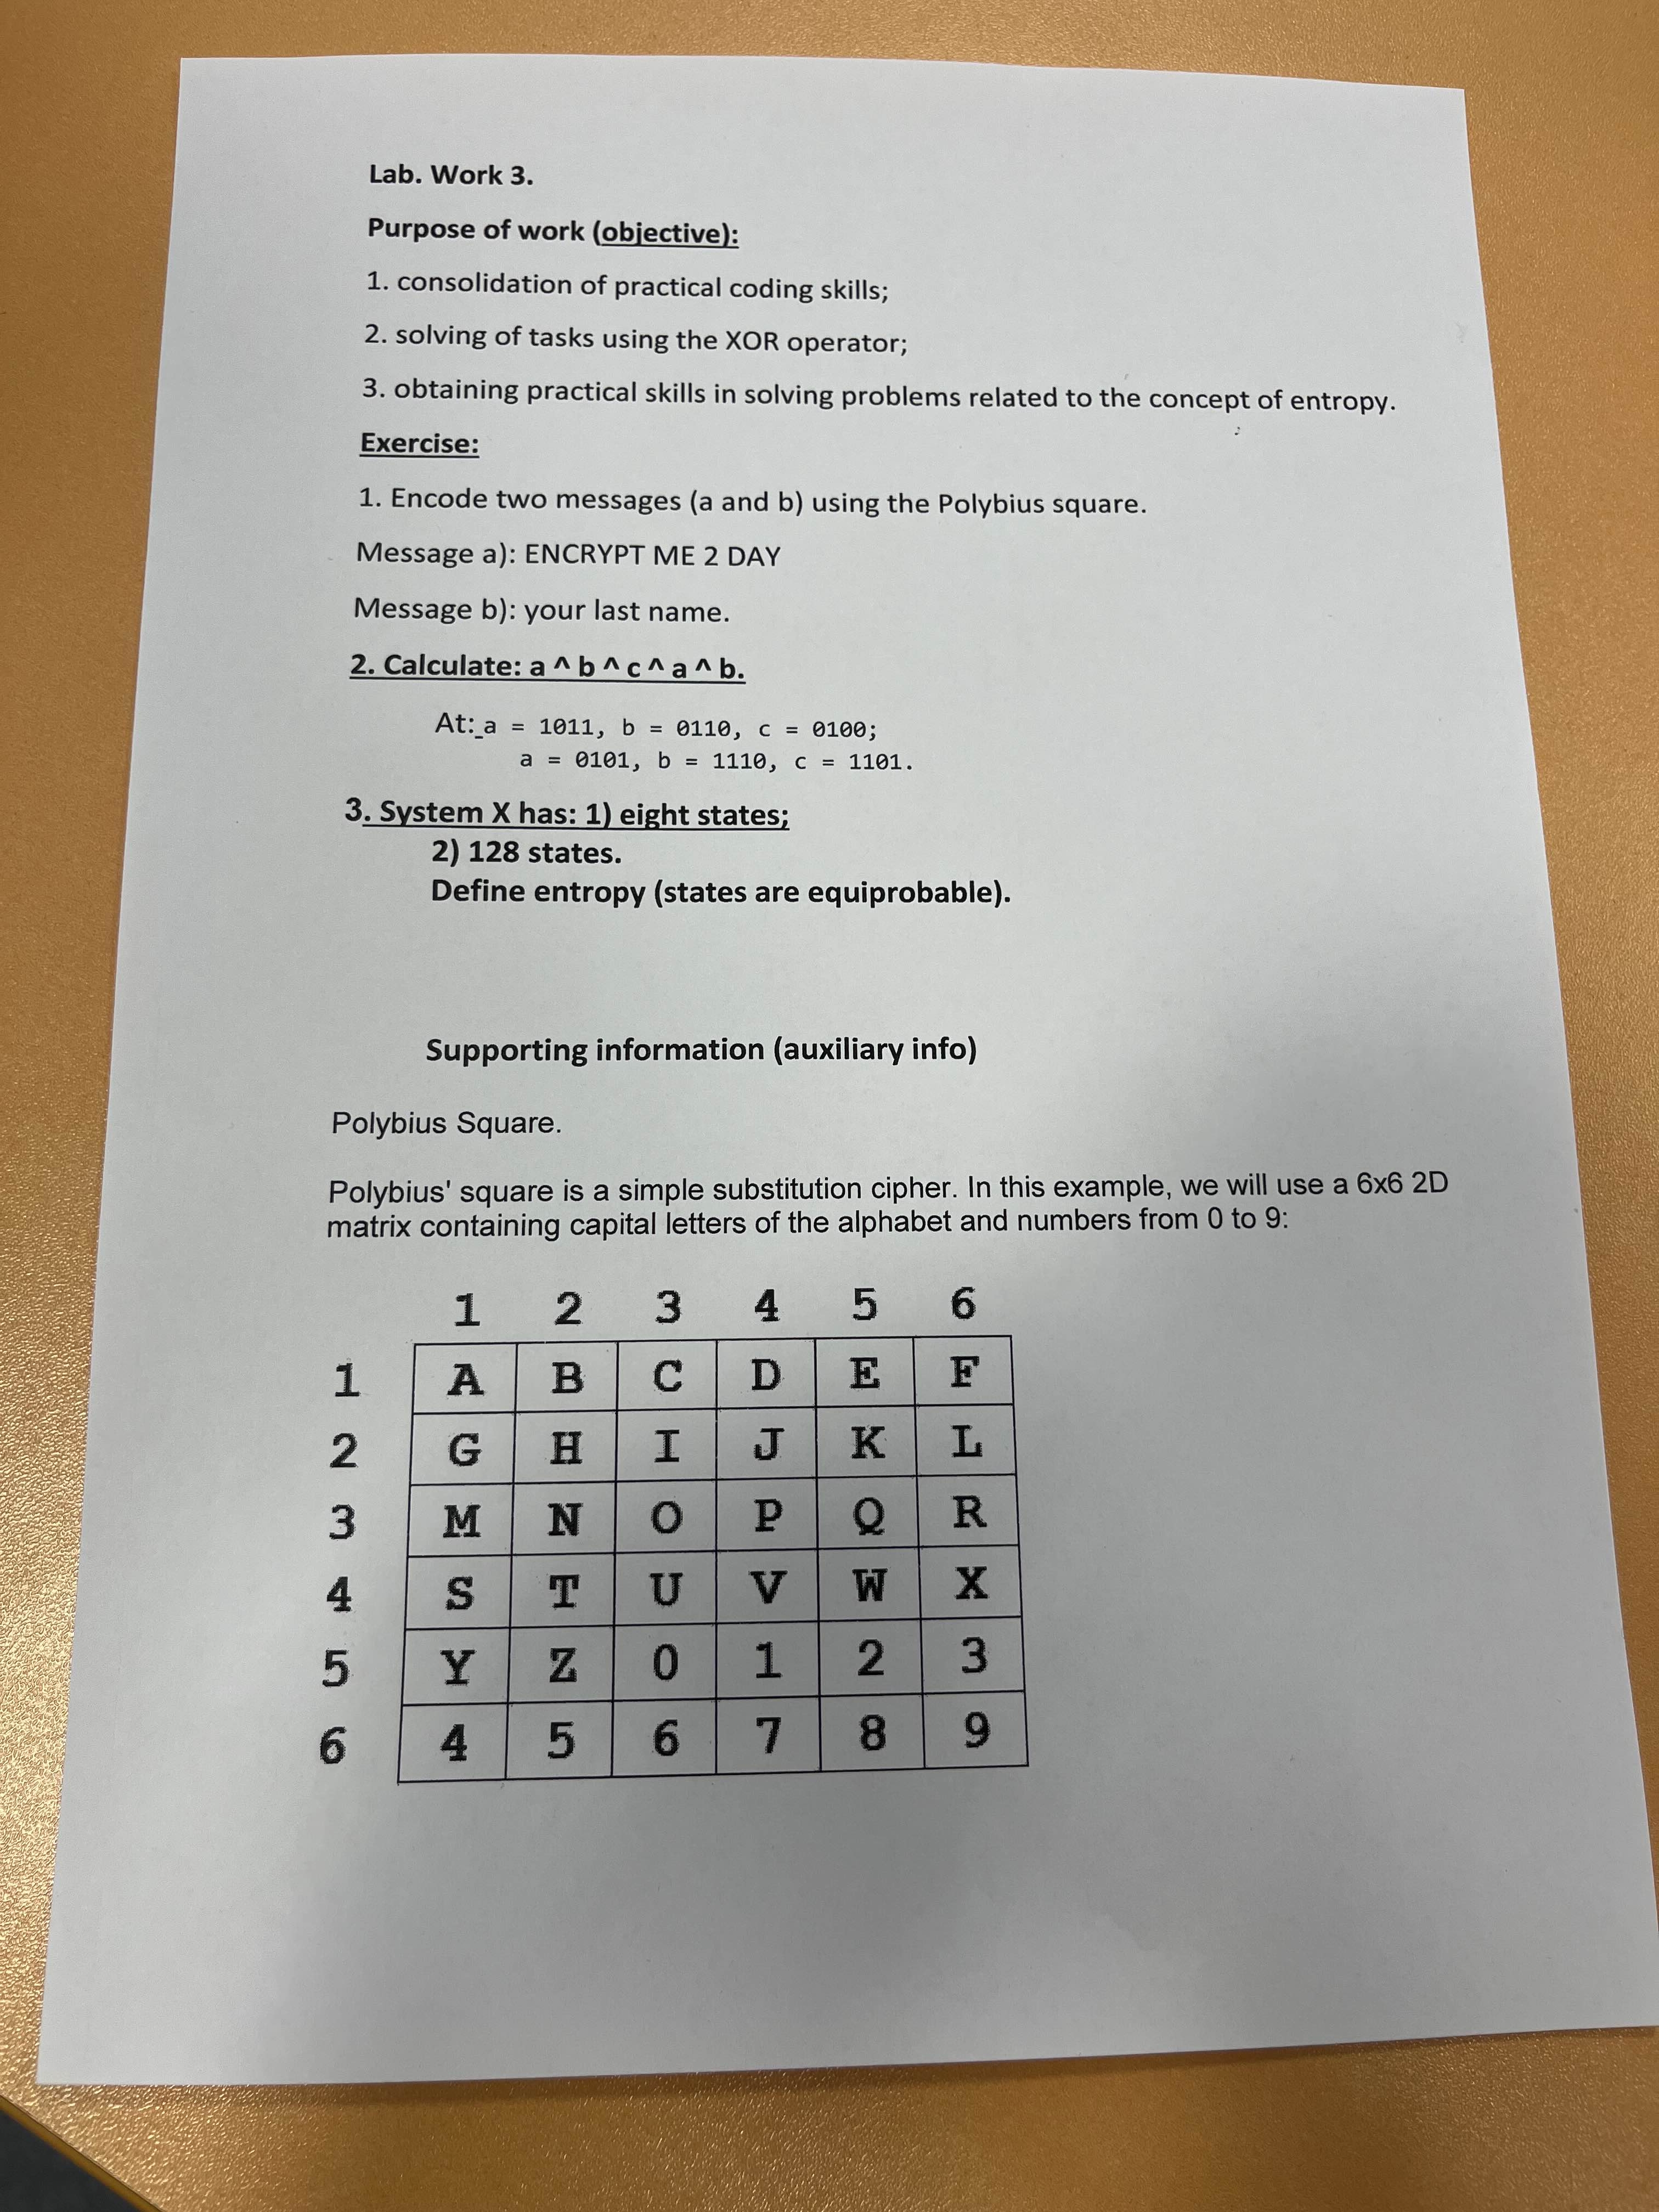 Lab. Work 3.
Purpose of work (objective):
1. consolidation of practical coding skills;
2. solving of tasks using the XOR operator;
3. obtaining practical skills in solving problems related to the concept of entropy.
Exercise:
1. Encode two messages (a and b) using the Polybius square.
Message a): ENCRYPT ME 2 DAY
Message b): your last name.
2. Calculate: a ^ b ^ c ^ a ^ b.
At: a = 1011, b = 0110, c = 0100;
a = 0101, b = 1110, c = 1101.
3. System X has: 1) eight states;
2) 128 states.
Define entropy (states are equiprobable).
Supporting information (auxiliary info)
Polybius Square.
Polybius' square is a simple substitution cipher. In this example, we will use a 6x6 2D
matrix containing capital letters of the alphabet and numbers from 0 to 9:
1 2 3 4 5 6
1 A B C D E F
2 G H I J K L
3 M N O P Q R
4 S T U V W X
5 Y Z 0 1 2 3
6 4 5 6 7 8 9